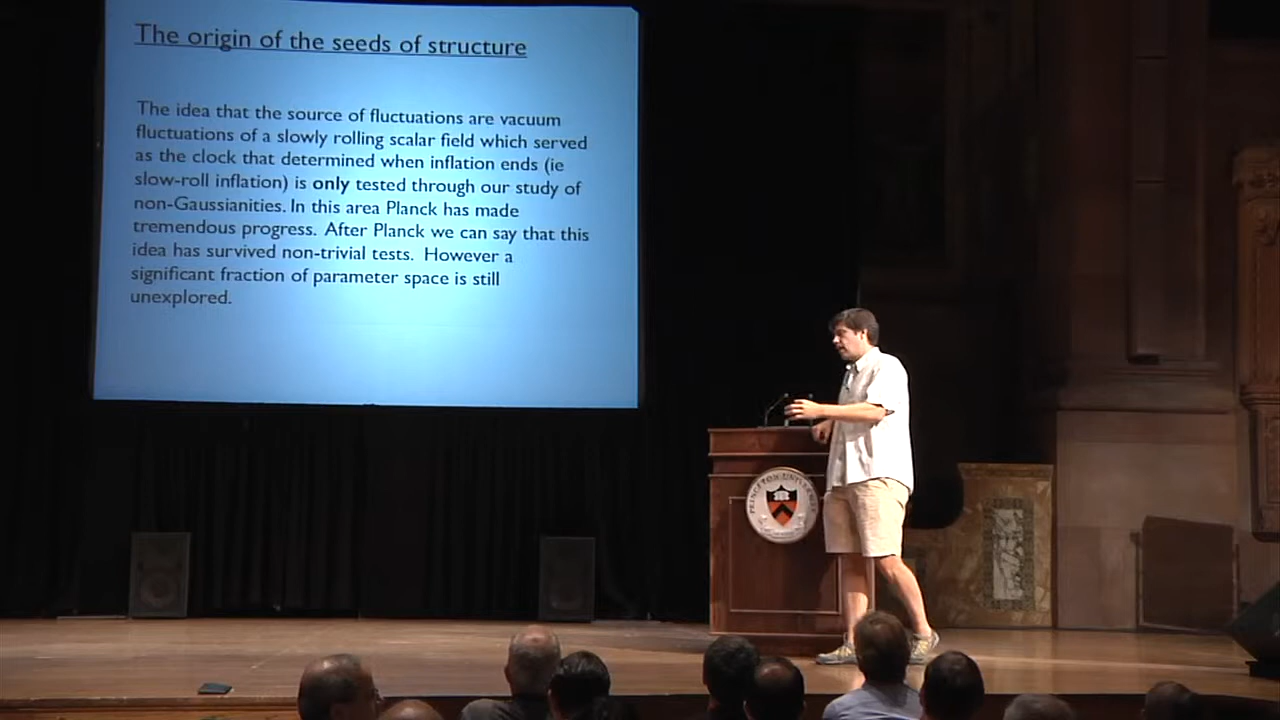 The origin of the seeds of structure
The idea that the source of fluctuations are vacuum
fluctuations of a slowly rolling scalar field which served
as the clock that determined when inflation ends (ie
slow-roll inflation) is only tested through our study of
non-Gaussianities. In this area Planck has made
tremendous progress. After Planck we can say that this
idea has survived non-trivial tests. However a
significant fraction of parameter space is still
unexplored.
PRINCETON UNIVERSITY